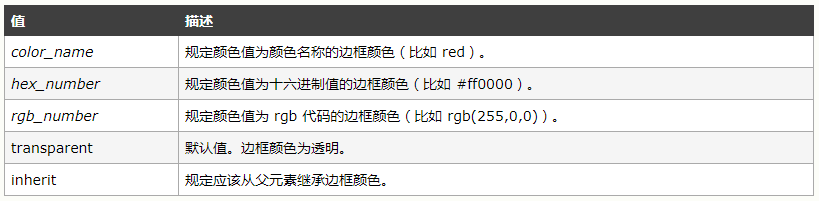 值 描述
color_name 规定颜色值为颜色名称的边框颜色（比如 red）。
hex_number 规定颜色值为十六进制值的边框颜色（比如 #ff0000）。
rgb_number 规定颜色值为 rgb 代码的边框颜色（比如 rgb(255,0,0)）。
transparent 默认值。边框颜色为透明。
inherit 规定应该从父元素继承边框颜色。